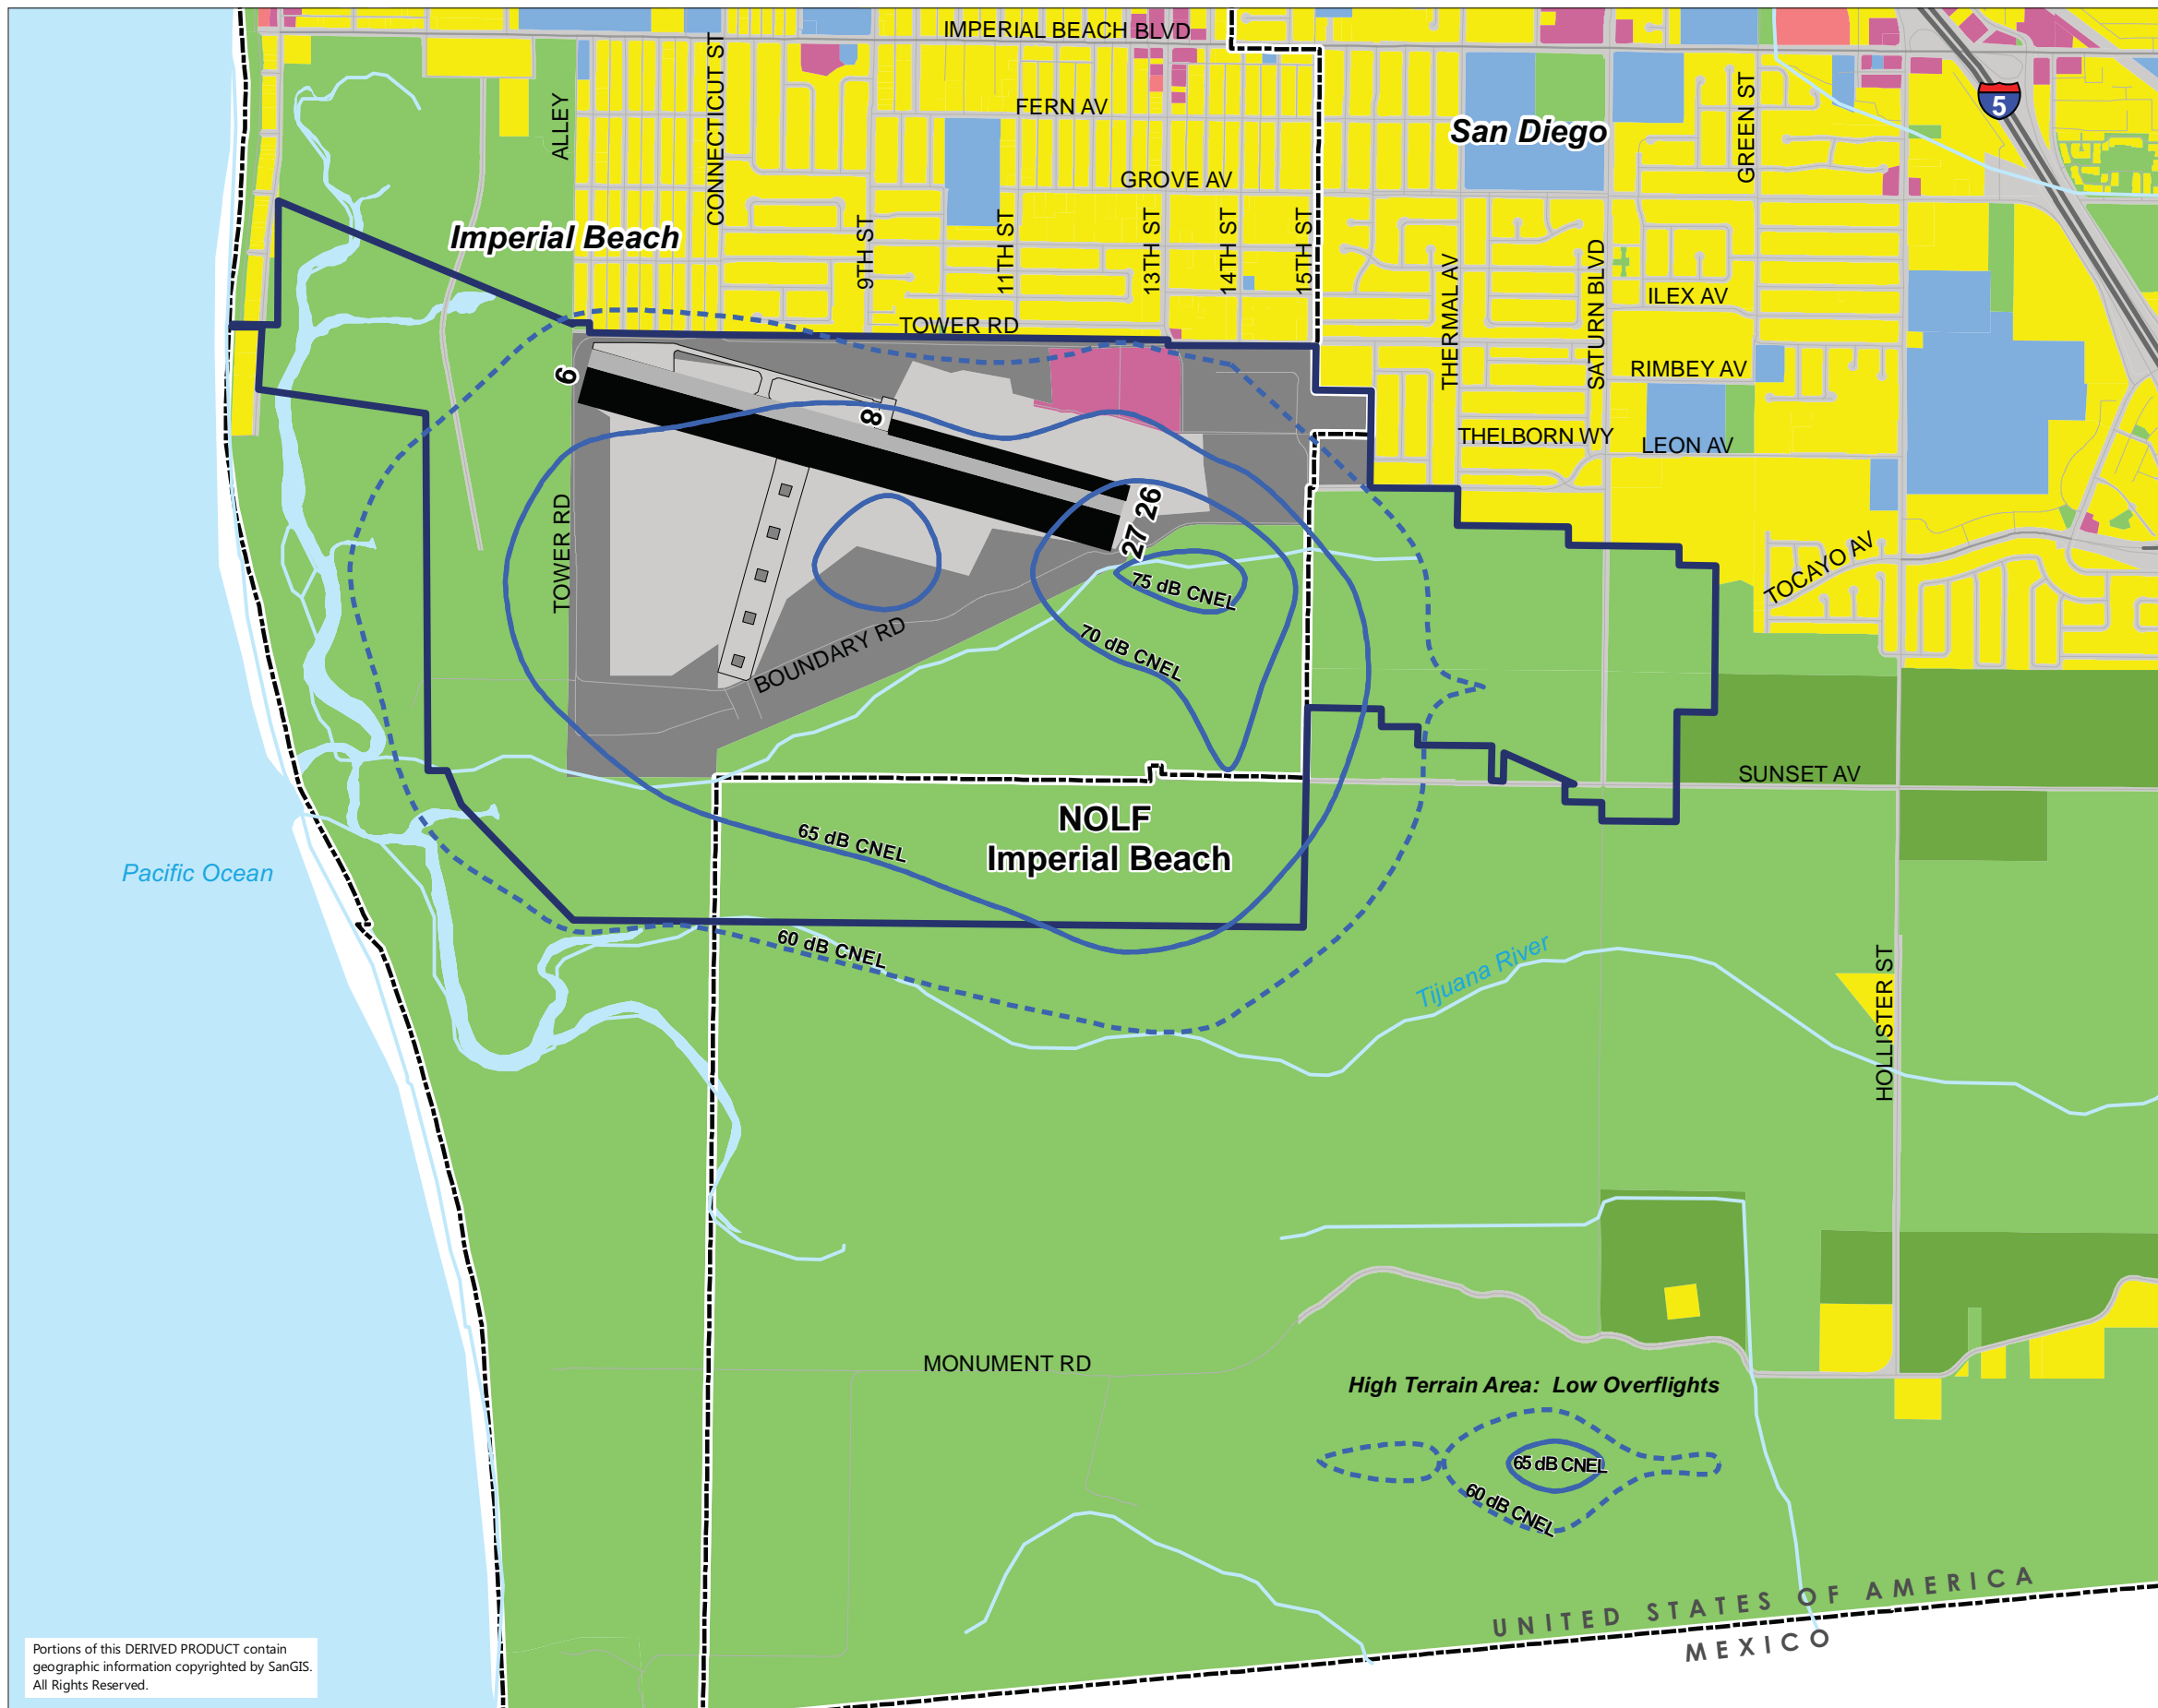 IMPERIAL BEACH BLVD
CONNECTICUT ST
ALLEY
FERN AV
San Diego
GREEN ST
5
GROVE AV
Imperial Beach
9TH ST
11TH ST
13TH ST
14TH ST
15TH ST
THERMAL AV
SATURN BLVD
ILEX AV
TOWER RD
RIMBEY AV
9
8
THELBORN WY
LEON AV
26
27
TOWER RD
75 dB CNEL
TOCAYO AV
70 dB CNEL
BOUNDARY RD
SUNSET AV
NOLF
Imperial Beach
65 dB CNEL
Pacific Ocean
60 dB CNEL
Tijuana River
HOLLISTER ST
MONUMENT RD
High Terrain Area: Low Overflights
65 dB CNEL
60 dB CNEL
UNITED STATES OF AMERICA
MEXICO
Portions of this DERIVED PRODUCT contain
geographic information copyrighted by SanGIS.
All Rights Reserved.